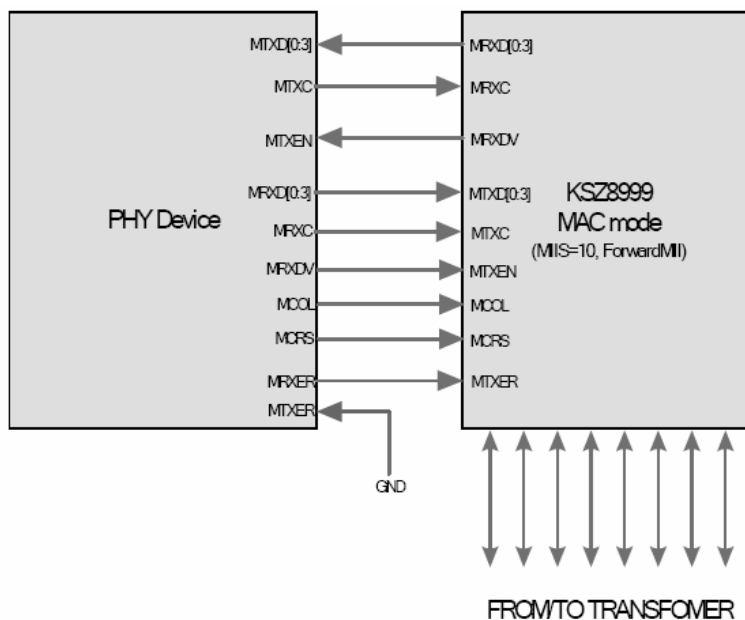 MTXD[0:3] MRXD[0:3]
MTXC MRXC
MTXEN MRXDV
MRXD[0:3] MTXD[0:3]
PHY Device
KSZ8999
MAC mode
(MIIS=10, ForwardMII)
MRXC MTXC
MRXDV MTXEN
MCOL MCOL
MCRS MCRS
MRXER MTXER
MTXER
GND
FROM/TO TRANSFOMER